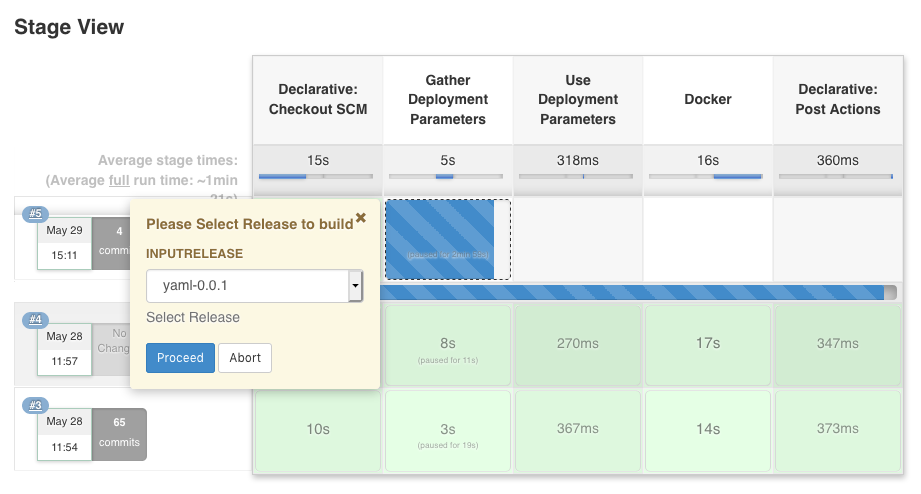 Stage View
Declarative:
Checkout SCM
Gather
Deployment
Parameters
Use
Deployment
Parameters
Docker
Declarative:
Post Actions
Average stage times:
(Average full run time: ~1min
15s
5s
318ms
16s
360ms
#5
May 29
15:11
4
Please Select Release to build
INPUTRELEASE
yaml-0.0.1
Select Release
Proceed
Abort
(paused for 2min 59s)
#4
May 28
11:57
No
8s
(paused for 11s)
270ms
17s
347ms
#3
May 28
11:54
65
commits
10s
3s
(paused for 19s)
367ms
14s
373ms